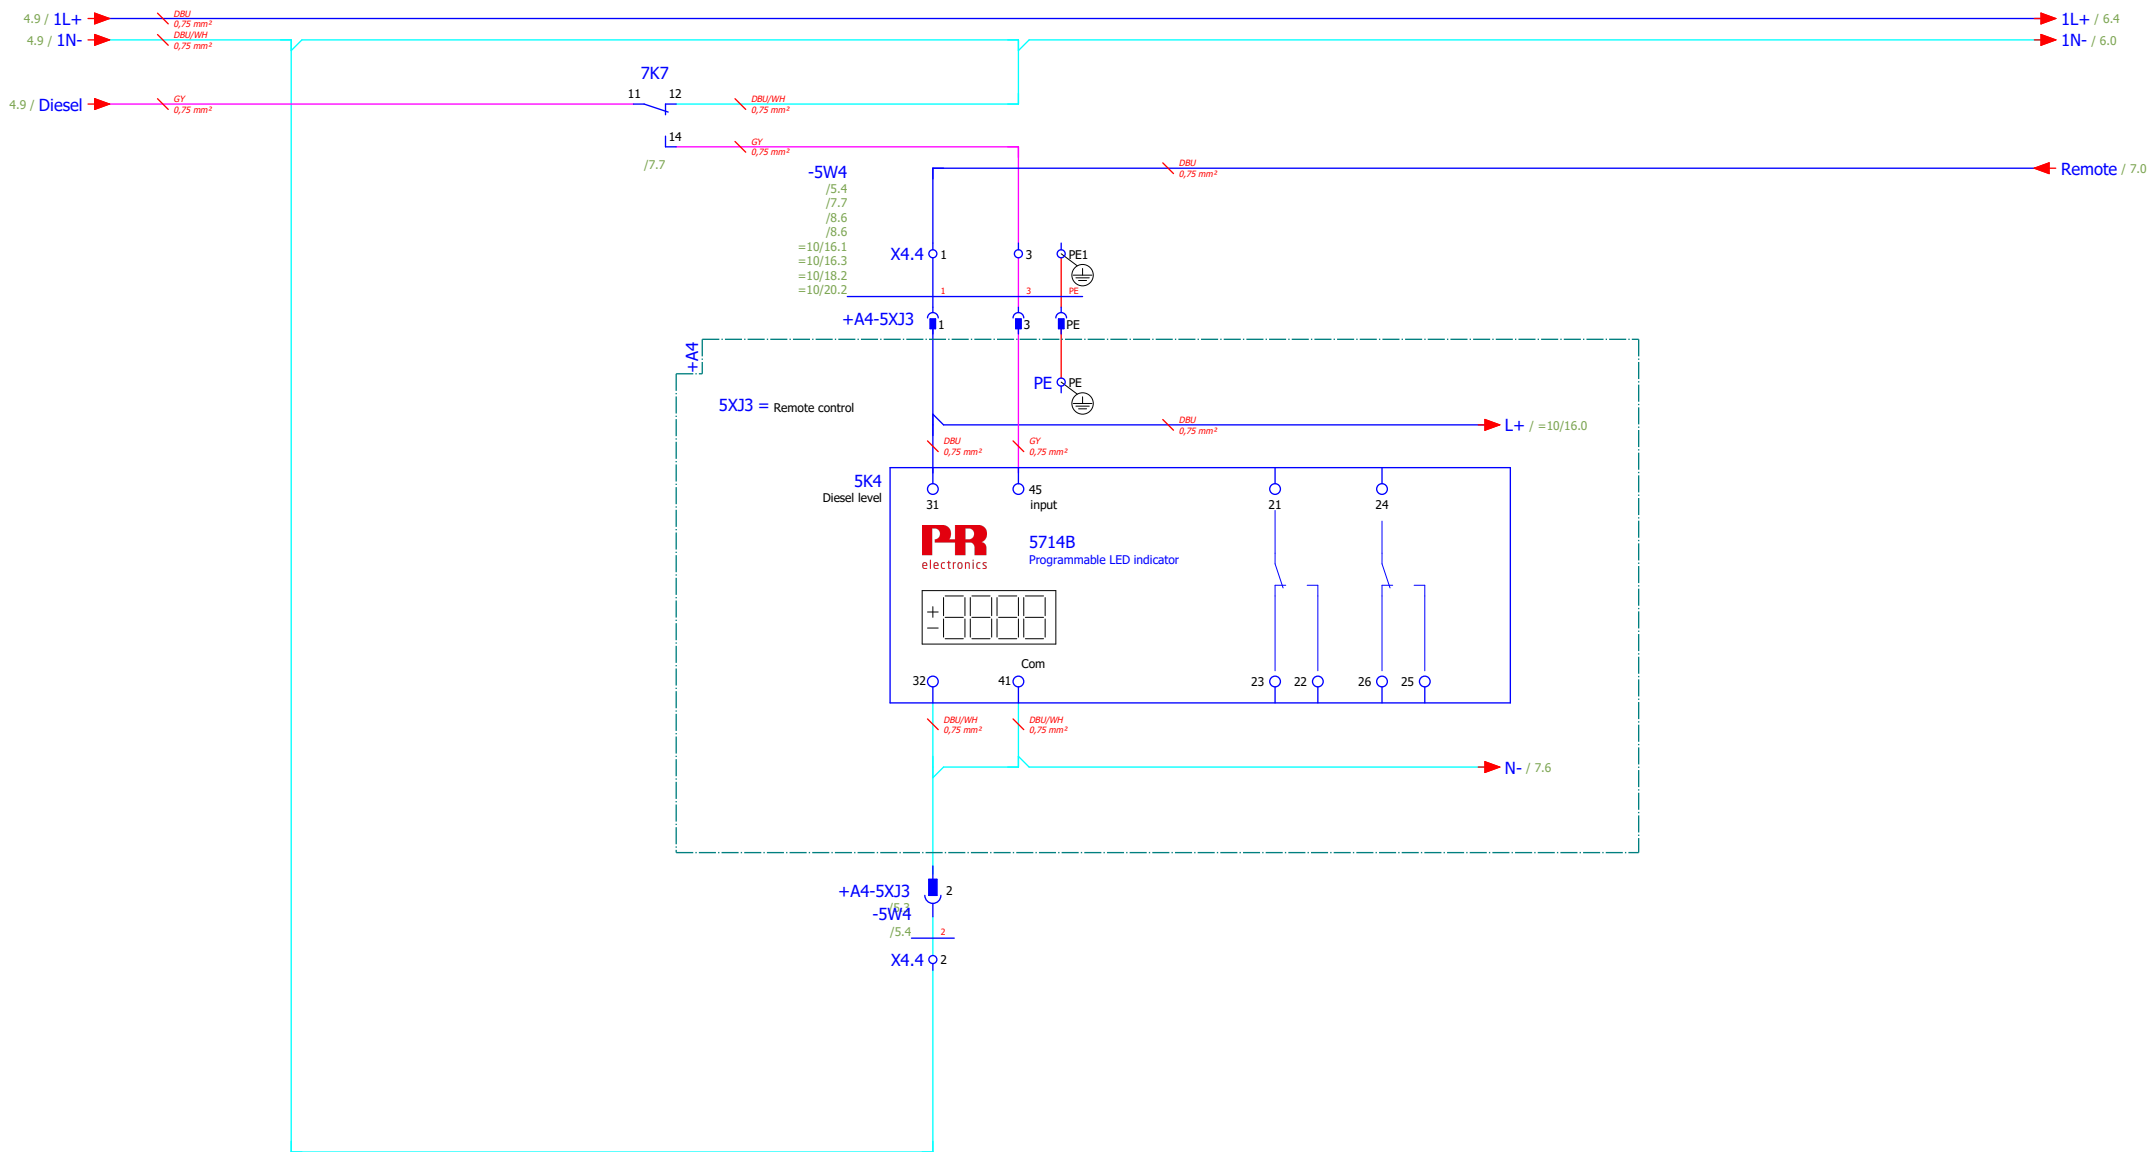 4.9 / 1L+
DBU
0,75 mm²
1L+ / 6.4
4.9 / 1N-
DBU/WH
0,75 mm²
1N- / 6.0
7K7
4.9 / Diesel
GY
0,75 mm²
11
12
DBU/WH
0,75 mm²
14
GY
0,75 mm²
/7.7
-5W4
DBU
0,75 mm²
Remote / 7.0
/5.4
/7.7
/8.6
/8.6
=10/16.1
=10/16.3
=10/18.2
=10/20.2
X4.4
1
3
PE1
1
3
PE
+A4-5XJ3
1
3
PE
+A4
PE
PE
5XJ3 = Remote control
DBU
0,75 mm²
L+ / =10/16.0
DBU
0,75 mm²
GY
0,75 mm²
5K4
Diesel level
31
45
input
21
24
PR
electronics
5714B
Programmable LED indicator
+
−
Com
32
41
23
22
26
25
DBU/WH
0,75 mm²
DBU/WH
0,75 mm²
N- / 7.6
+A4-5XJ3
2
-5W4
/5.4
2
X4.4
2